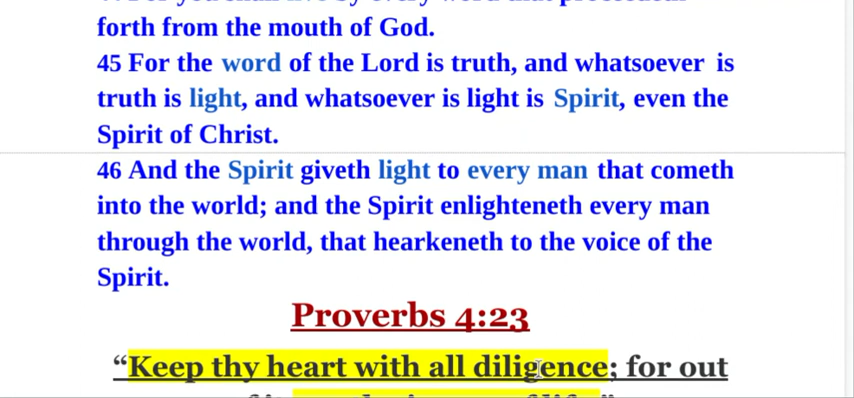 forth from the mouth of God.
45 For the word of the Lord is truth, and whatsoever is
truth is light, and whatsoever is light is Spirit, even the
Spirit of Christ.
46 And the Spirit giveth light to every man that cometh
into the world; and the Spirit enlighteneth every man
through the world, that hearkeneth to the voice of the
Spirit.
Proverbs 4:23
“Keep thy heart with all diligence; for out